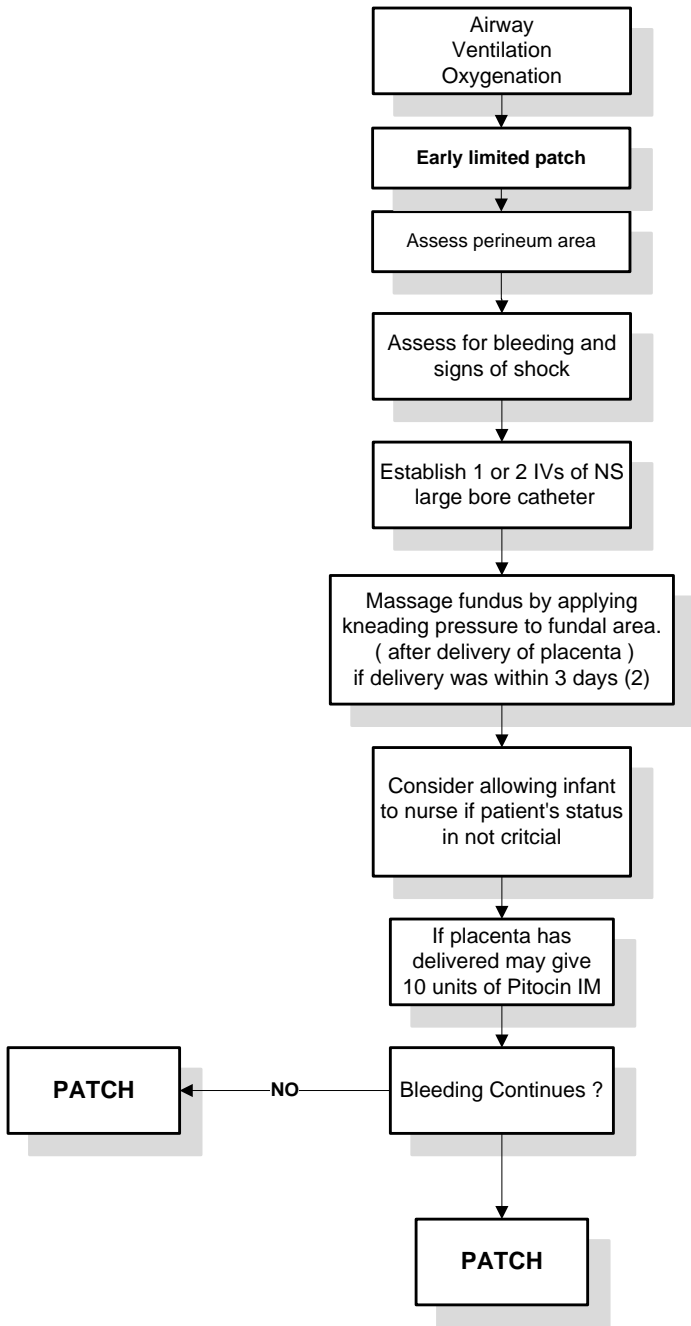 Airway
Ventilation
Oxygenation
Early limited patch
Assess perineum area
Assess for bleeding and
signs of shock
Establish 1 or 2 IVs of NS
large bore catheter
Massage fundus by applying
kneading pressure to fundal area.
( after delivery of placenta )
if delivery was within 3 days (2)
Consider allowing infant
to nurse if patient's status
in not critcial
If placenta has
delivered may give
10 units of Pitocin IM
Bleeding Continues ?
NO
PATCH
PATCH